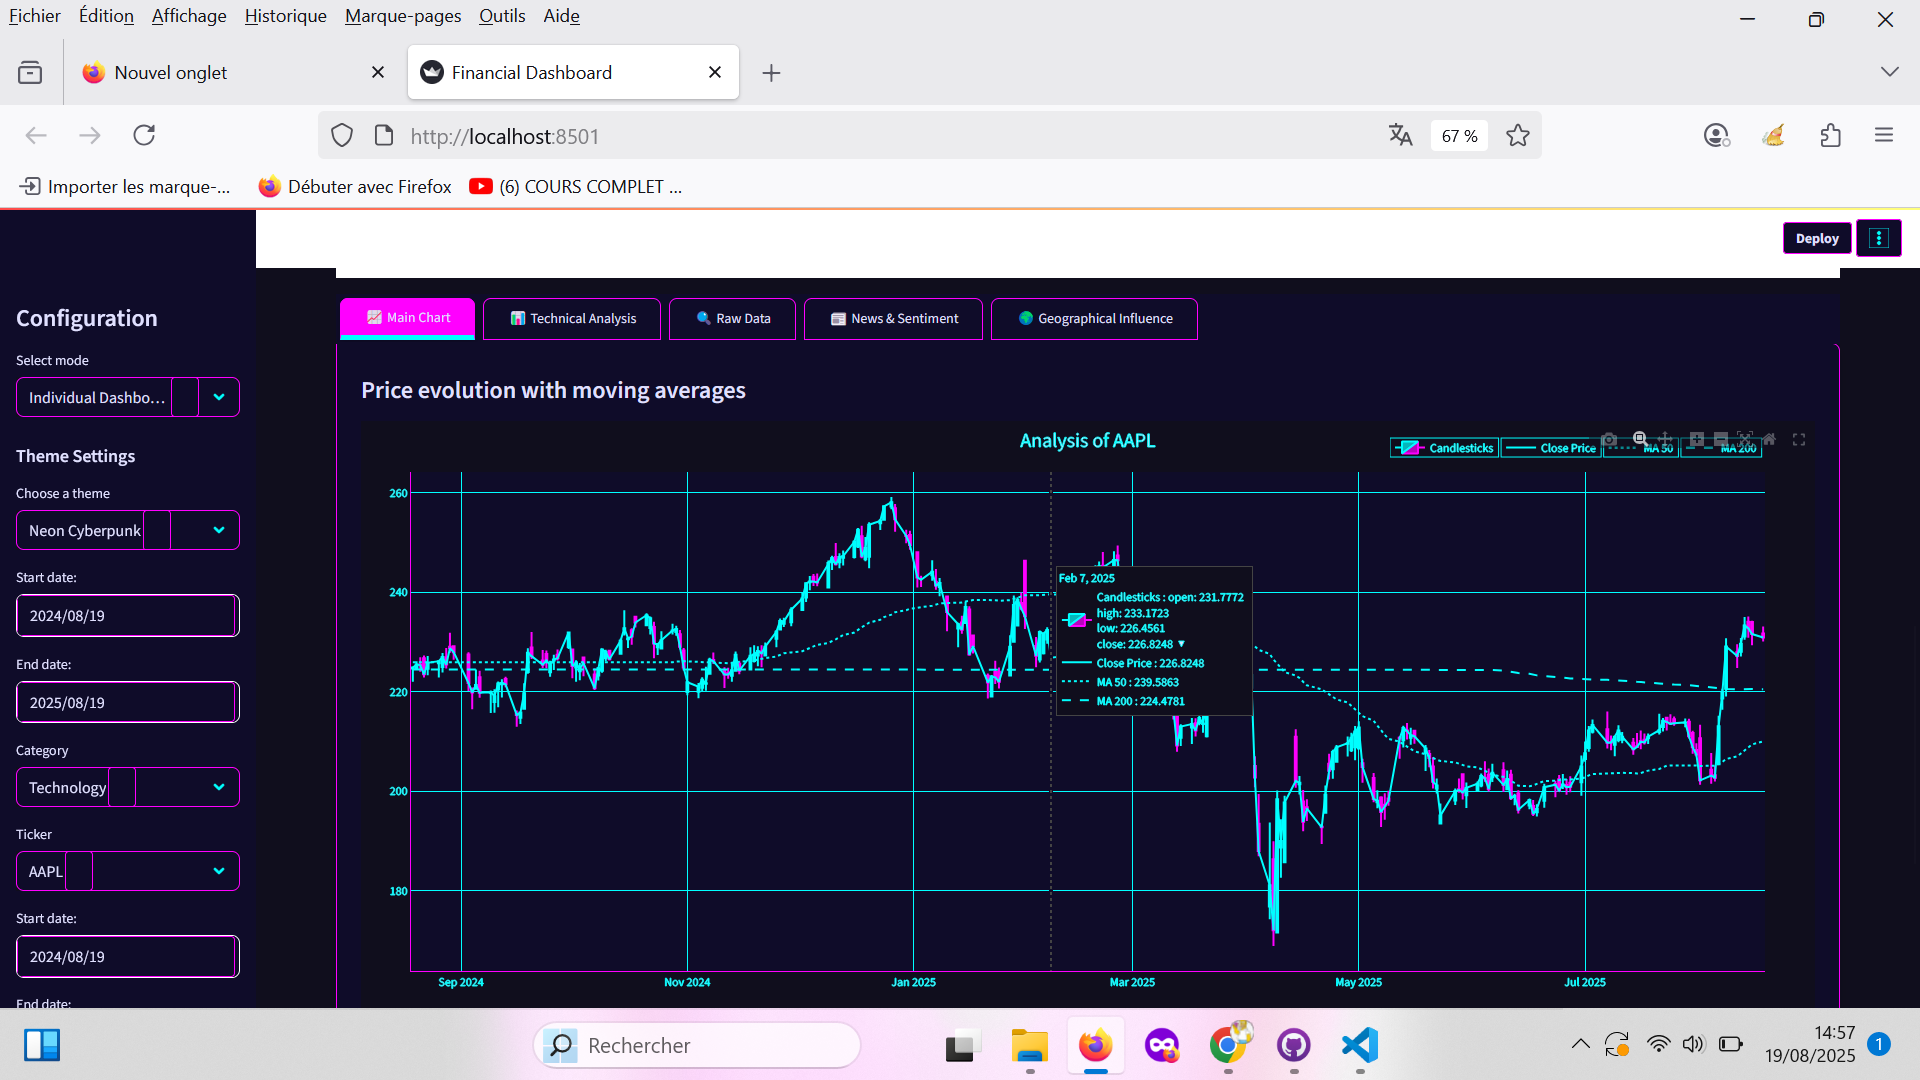 Fichier Édition Affichage Historique Marque-pages Outils Aide
Nouvel onglet
Financial Dashboard
http://localhost:8501
67 %
Importer les marque-...
Débuter avec Firefox
(6) COURS COMPLET ...
Deploy
Configuration
Select mode
Individual Dashbo...
Theme Settings
Choose a theme
Neon Cyberpunk
Start date:
2024/08/19
End date:
2025/08/19
Category
Technology
Ticker
AAPL
Start date:
2024/08/19
End date:
Main Chart
Technical Analysis
Raw Data
News & Sentiment
Geographical Influence
Price evolution with moving averages
Analysis of AAPL
Candlesticks
Close Price
MA 50
MA 200
260
240
220
200
180
Feb 7, 2025
Candlesticks : open: 231.7772
high: 233.1723
low: 226.4561
close: 226.8248 ▼
Close Price : 226.8248
MA 50 : 239.5863
MA 200 : 224.4781
Sep 2024
Nov 2024
Jan 2025
Mar 2025
May 2025
Jul 2025
Rechercher
14:57
19/08/2025
1